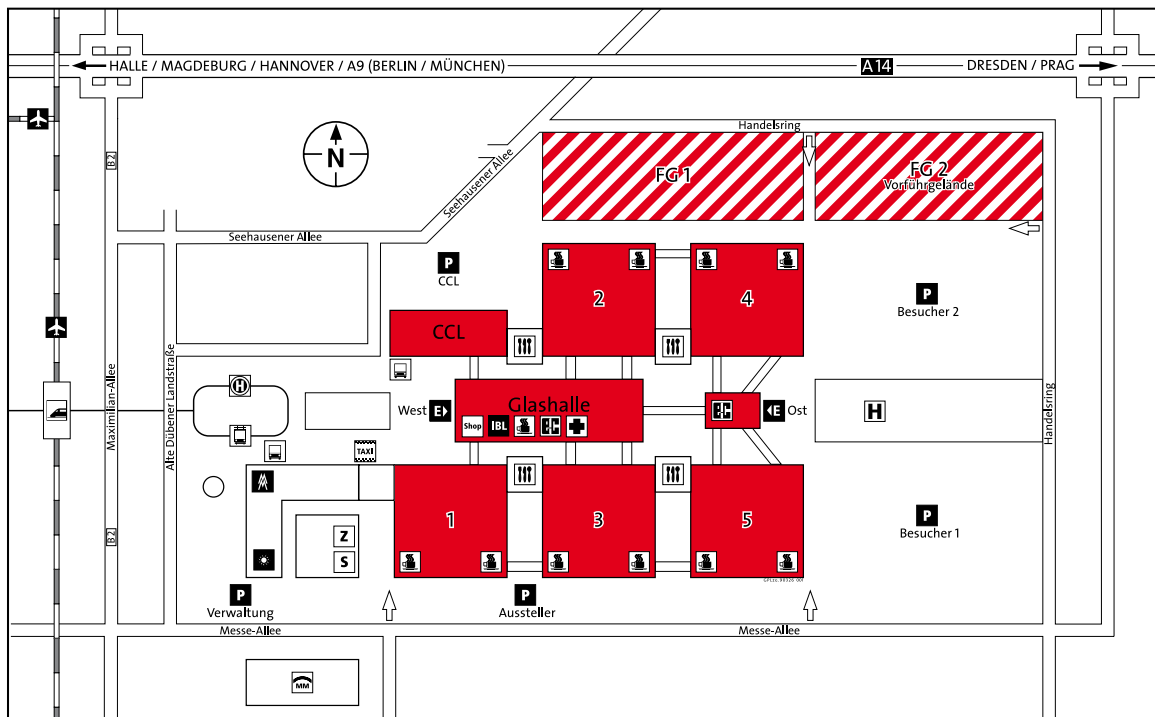 HALLE / MAGDEBURG / HANNOVER / A9 (BERLIN / MÜNCHEN)
A14
DRESDEN / PRAG
Handelsring
B2
N
Seehausener Allee
FG 1
FG 2
Vorführgelände
Seehausener Allee
P
CCL
2
4
P
Besucher 2
CCL
Maximilian-Allee
Alte Dübener Landstraße
Handelsring
H
West
E
Glashalle
Shop
IBL
EC
EC
E
Ost
H
TAXI
1
3
5
P
Besucher 1
B2
Z
S
P
Verwaltung
P
Aussteller
Messe-Allee
Messe-Allee
MM